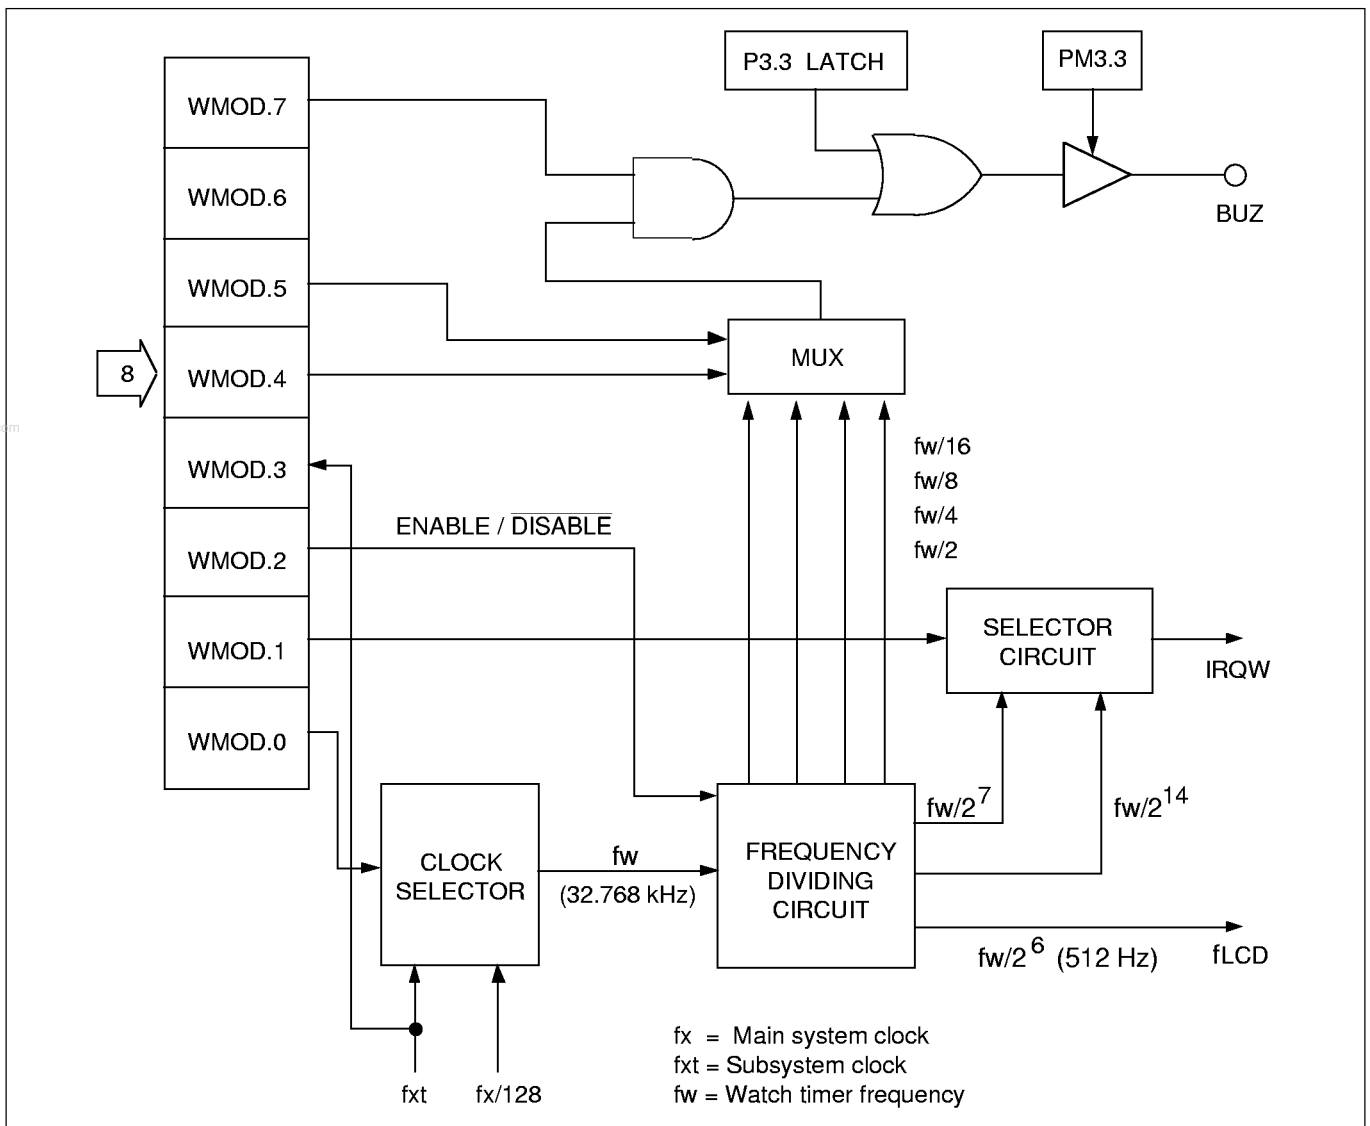 P3.3 LATCH
PM3.3
WMOD.7
WMOD.6
BUZ
WMOD.5
MUX
8
WMOD.4
com
fw/16
WMOD.3
fw/8
fw/4
ENABLE / DISABLE
fw/2
WMOD.2
SELECTOR
CIRCUIT
WMOD.1
IRQW
WMOD.0
fw/2^7
fw/2^14
CLOCK
SELECTOR
fw
(32.768 kHz)
FREQUENCY
DIVIDING
CIRCUIT
fw/2^6 (512 Hz)
fLCD
fx = Main system clock
fxt = Subsystem clock
fw = Watch timer frequency
fxt
fx/128